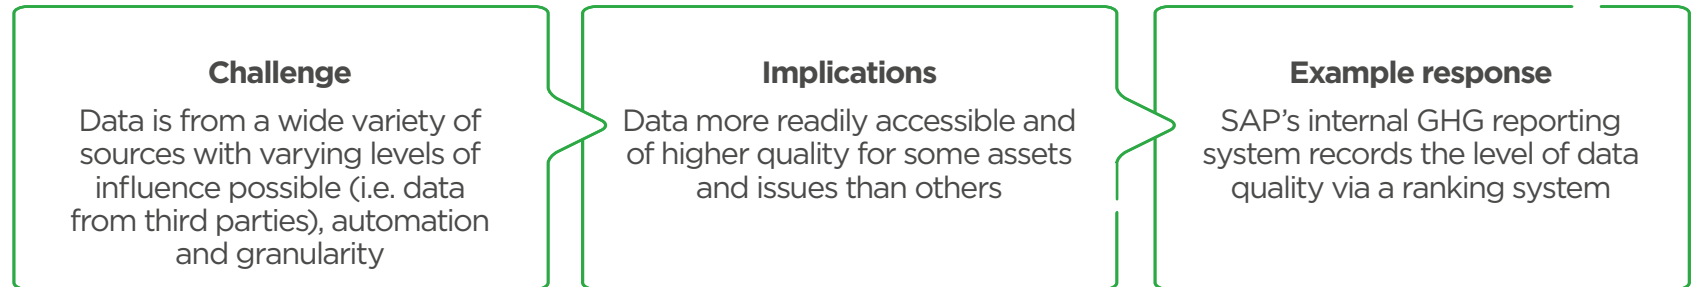 Challenge
Data is from a wide variety of
sources with varying levels of
influence possible (i.e. data
from third parties), automation
and granularity
Implications
Data more readily accessible and
of higher quality for some assets
and issues than others
Example response
SAP's internal GHG reporting
system records the level of data
quality via a ranking system